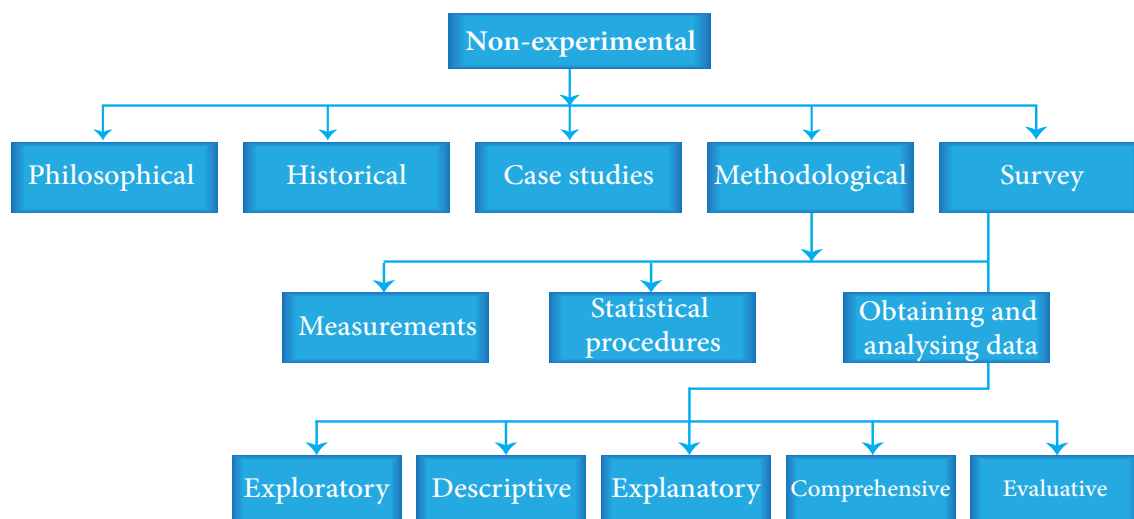 Non-experimental
Philosophical
Historical
Case studies
Methodological
Survey
Measurements
Statistical
procedures
Obtaining and
analysing data
Exploratory
Descriptive
Explanatory
Comprehensive
Evaluative